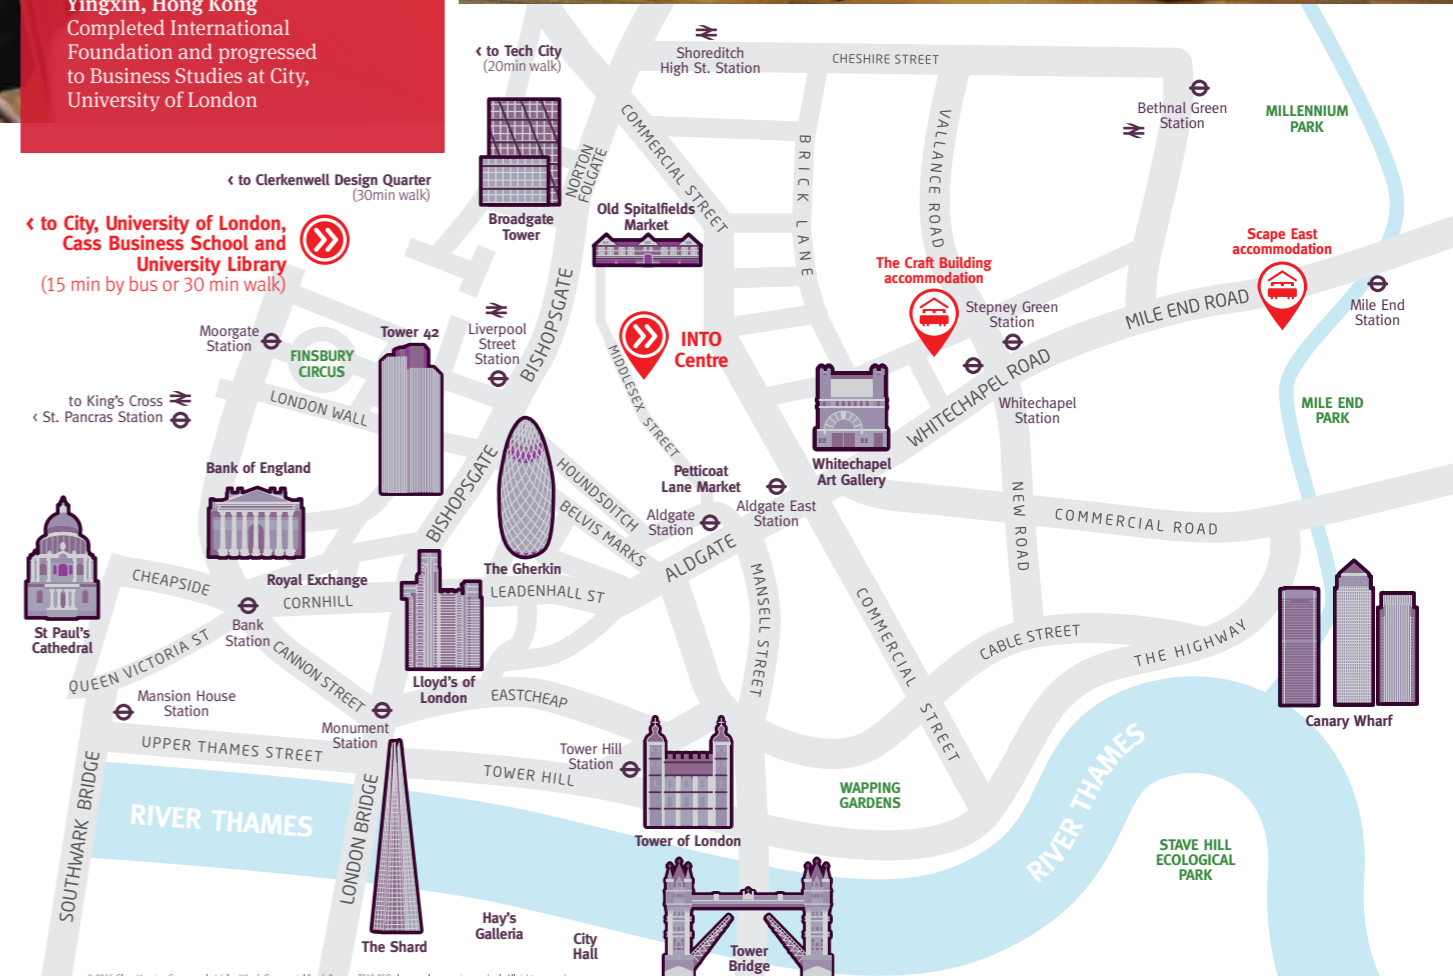 Yingxin, Hong Kong
Completed International
Foundation and progressed
to Business Studies at City,
University of London
‹ to Tech City
(20min walk)
Shoreditch
High St. Station
CHESHIRE STREET
Bethnal Green
Station
MILLENNIUM
PARK
COMMERCIAL STREET
BRICK LANE
VALLANCE ROAD
NORTON
FOLGATE
‹ to Clerkenwell Design Quarter
(30min walk)
Broadgate
Tower
Old Spitalfields
Market
‹ to City, University of London,
Cass Business School and
University Library
(15 min by bus or 30 min walk)
The Craft Building
accommodation
Scape East
accommodation
Stepney Green
Station
MILE END ROAD
Mile End
Station
Moorgate
Station
FINSBURY
CIRCUS
Tower 42
Liverpool
Street
Station
BISHOPSGATE
INTO
Centre
MIDDLESEX STREET
WHITECHAPEL ROAD
Whitechapel
Station
MILE END
PARK
to King's Cross
‹ St. Pancras Station
LONDON WALL
Bank of England
BISHOPSGATE
HOUNDSDITCH
BELVIS MARKS
Petticoat
Lane Market
Whitechapel
Art Gallery
Aldgate
Station
Aldgate East
Station
ALDGATE
NEW ROAD
COMMERCIAL ROAD
The Gherkin
CHEAPSIDE
Royal Exchange
CORNHILL
LEADENHALL ST
MANSELL STREET
COMMERCIAL STREET
St Paul's
Cathedral
Bank
Station
QUEEN VICTORIA ST
CANNON STREET
Lloyd's of
London
EASTCHEAP
CABLE STREET
THE HIGHWAY
Mansion House
Station
Monument
Station
Canary Wharf
UPPER THAMES STREET
TOWER HILL
Tower Hill
Station
SOUTHWARK BRIDGE
RIVER THAMES
LONDON BRIDGE
WAPPING
GARDENS
RIVER THAMES
Tower of London
STAVE HILL
ECOLOGICAL
PARK
The Shard
Hay's
Galleria
City
Hall
Tower
Bridge